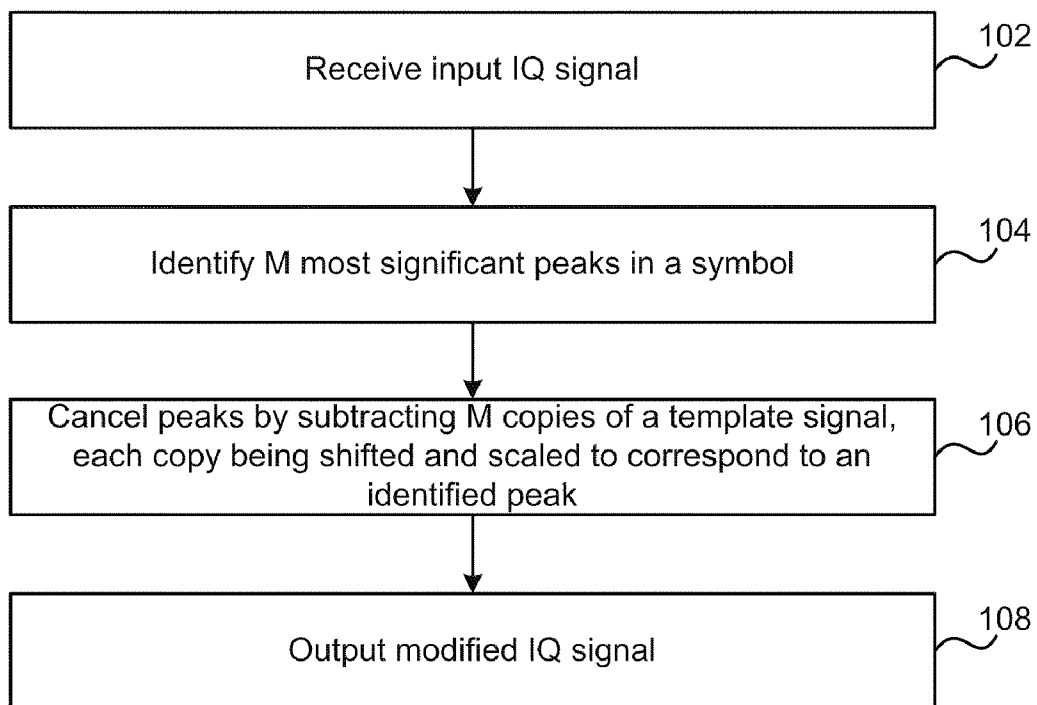 Receive input IQ signal
102
Identify M most significant peaks in a symbol
104
Cancel peaks by subtracting M copies of a template signal,
each copy being shifted and scaled to correspond to an
identified peak
106
Output modified IQ signal
108